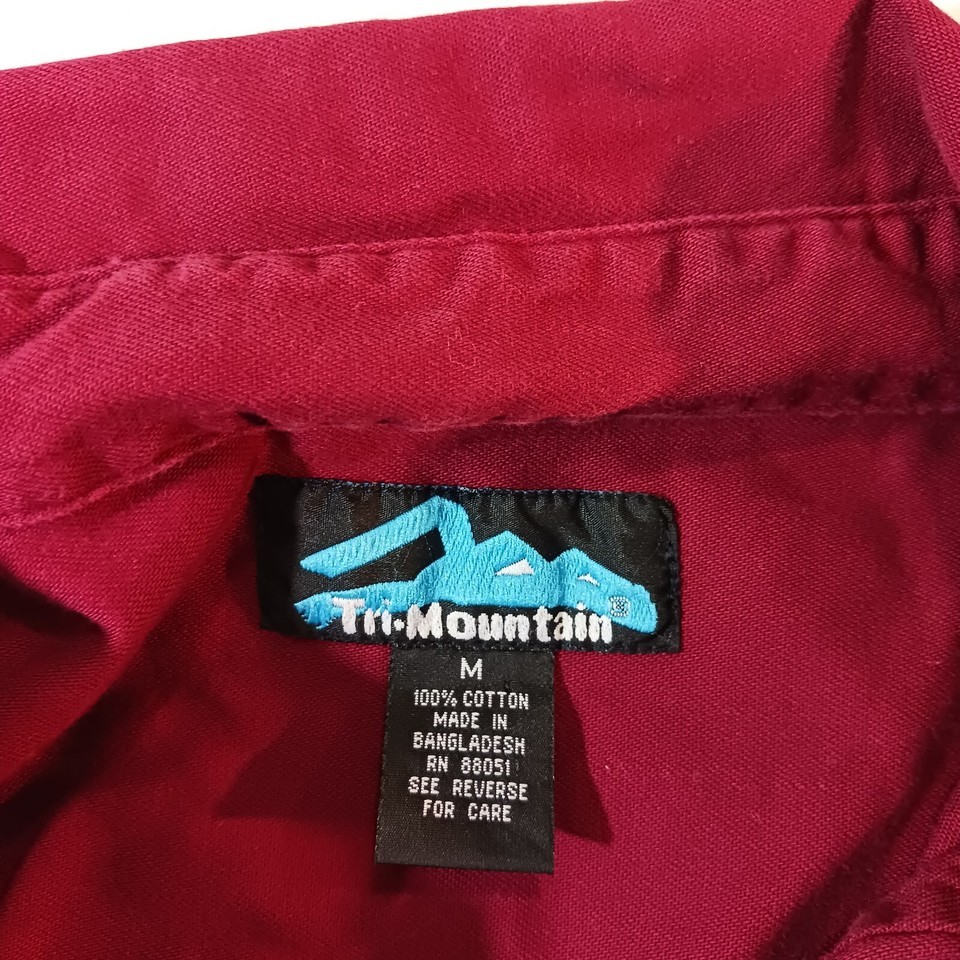 Tri-Mountain®
M
100% COTTON
MADE IN
BANGLADESH
RN 88051
SEE REVERSE
FOR CARE